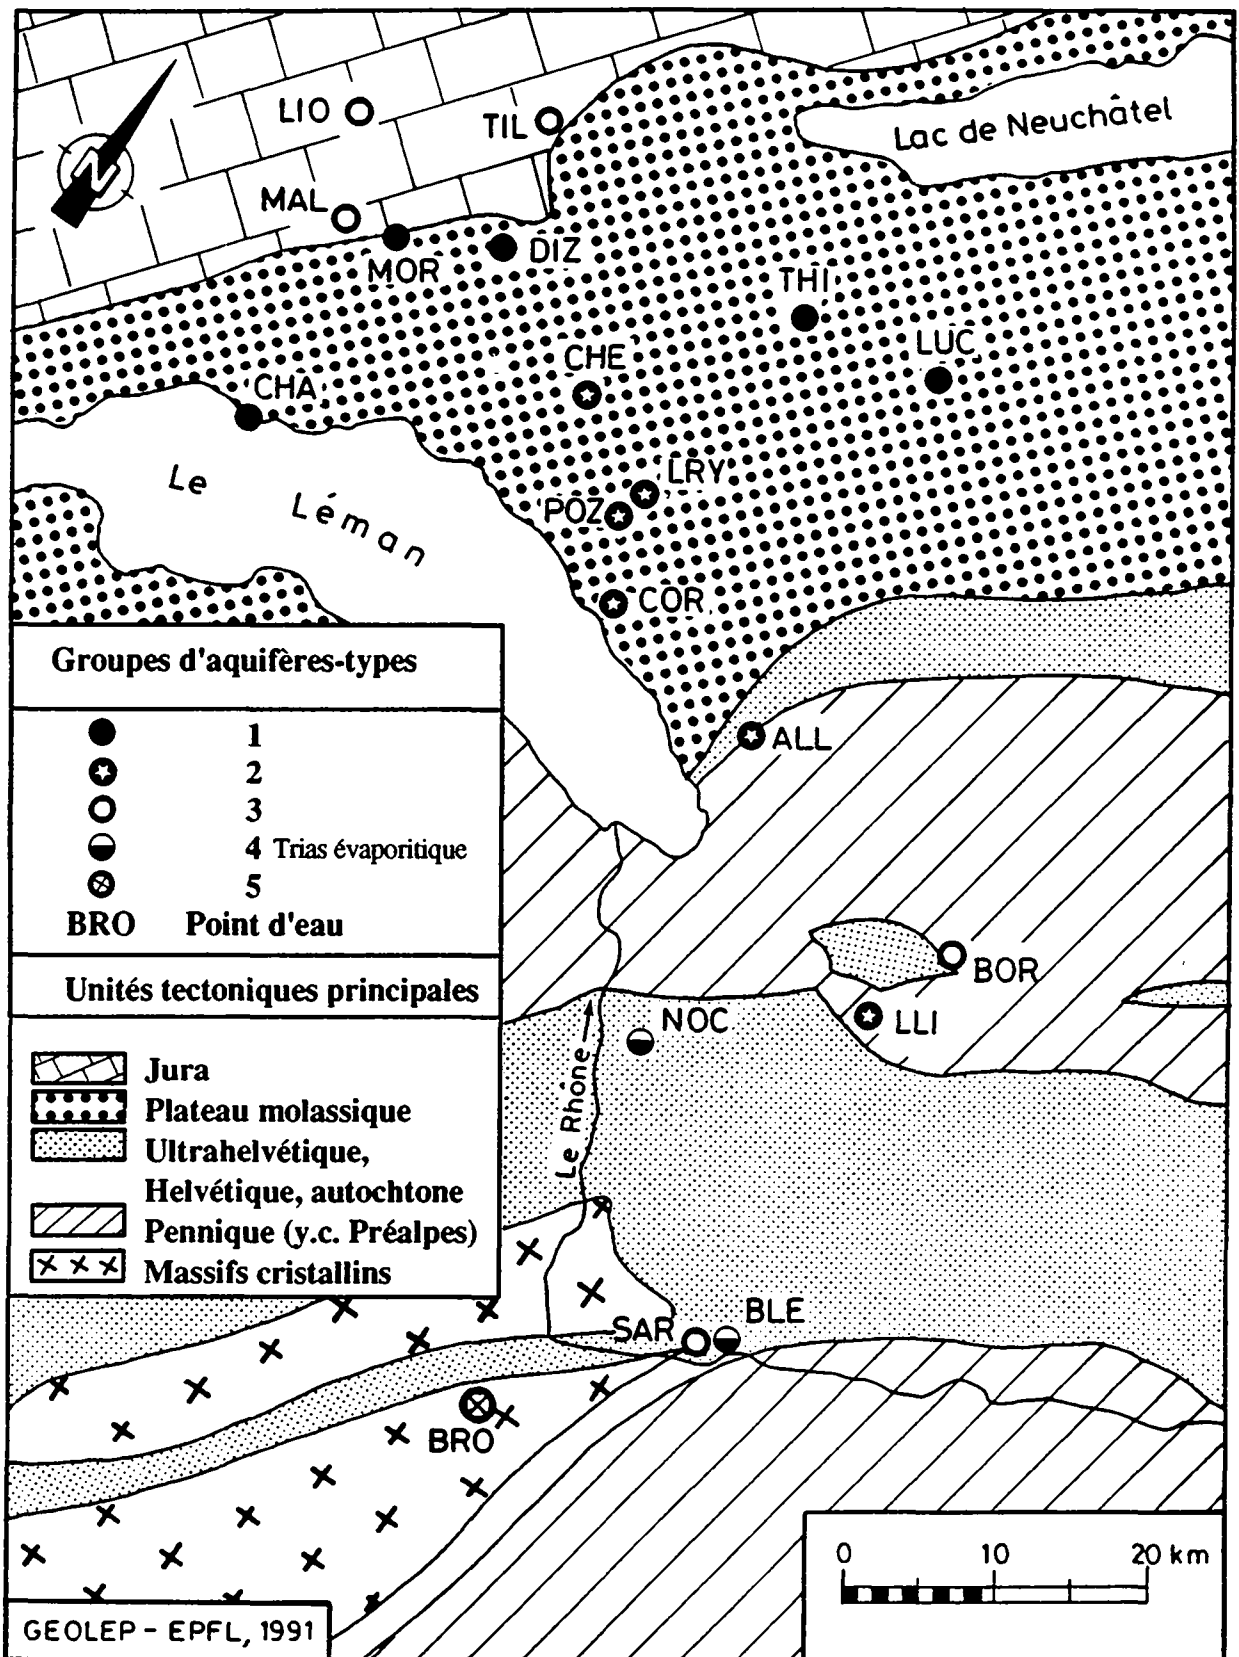 LIO
TIL
Lac de Neuchâtel
N
MAL
MOR
DIZ
THI
LUC
CHE
CHA
LRY
Le Léman
POZ
COR
Groupes d'aquifères-types
1
2
3
4 Trias évaporitique
5
BRO Point d'eau
ALL
BOR
LLI
NOC
Le Rhône
Unités tectoniques principales
Jura
Plateau molassique
Ultrahelvétique,
Helvétique, autochtone
Pennique (y.c. Préalpes)
Massifs cristallins
SAR
BLE
BRO
0 10 20 km
GEOLEP - EPFL, 1991